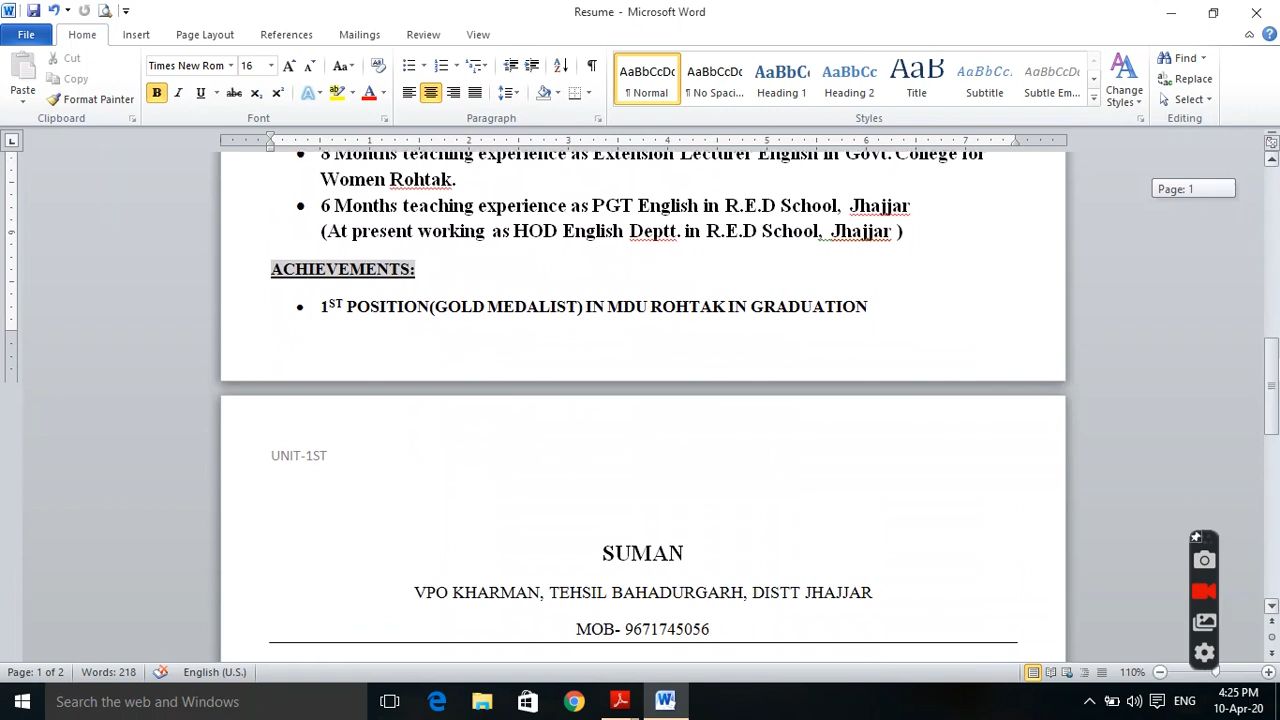 Resume - Microsoft Word
File Home Insert Page Layout References Mailings Review View
Paste
Cut
Copy
Format Painter
Clipboard
Times New Rom 16
Font
Paragraph
AaBbCcDc AaBbCcDc AaBbCc AaBbCc AaB AaBbCcDc AaBbCcDc
¶ Normal ¶ No Spaci... Heading 1 Heading 2 Title Subtitle Subtle Em...
Change Styles
Styles
Find
Replace
Select
Editing
Page: 1
8 Months teaching experience as Extension Lecturer English in Govt. College for
Women Rohtak.
6 Months teaching experience as PGT English in R.E.D School, Jhajjar
(At present working as HOD English Deptt. in R.E.D School, Jhajjar )
ACHIEVEMENTS:
1ST POSITION(GOLD MEDALIST) IN MDU ROHTAK IN GRADUATION
UNIT-1ST
SUMAN
VPO KHARMAN, TEHSIL BAHADURGARH, DISTT JHAJJAR
MOB- 9671745056
Page: 1 of 2 Words: 218 English (U.S.) 110%
Search the web and Windows
ENG
4:25 PM
10-Apr-20